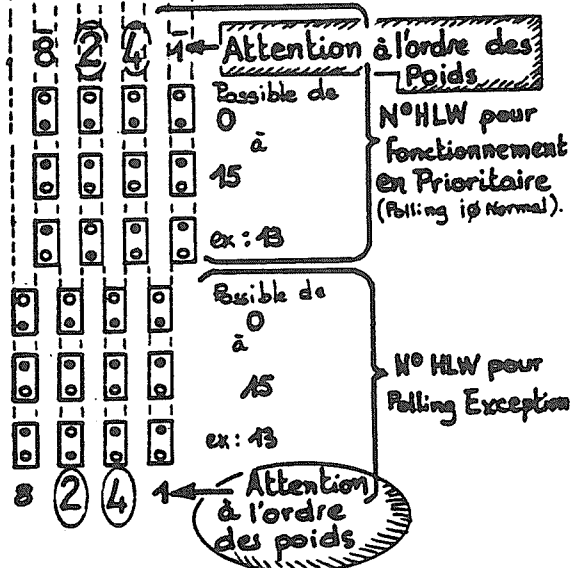 8 2 4 1 Attention à l'ordre des
Poids
Possible de
0
à
15
ex : 13
N° HLW pour
fonctionnement
en Prioritaire
(Polling iø Normal).
Possible de
0
à
15
ex : 13
N° HLW pour
Polling Exception
8 2 4 1 Attention
à l'ordre
des poids